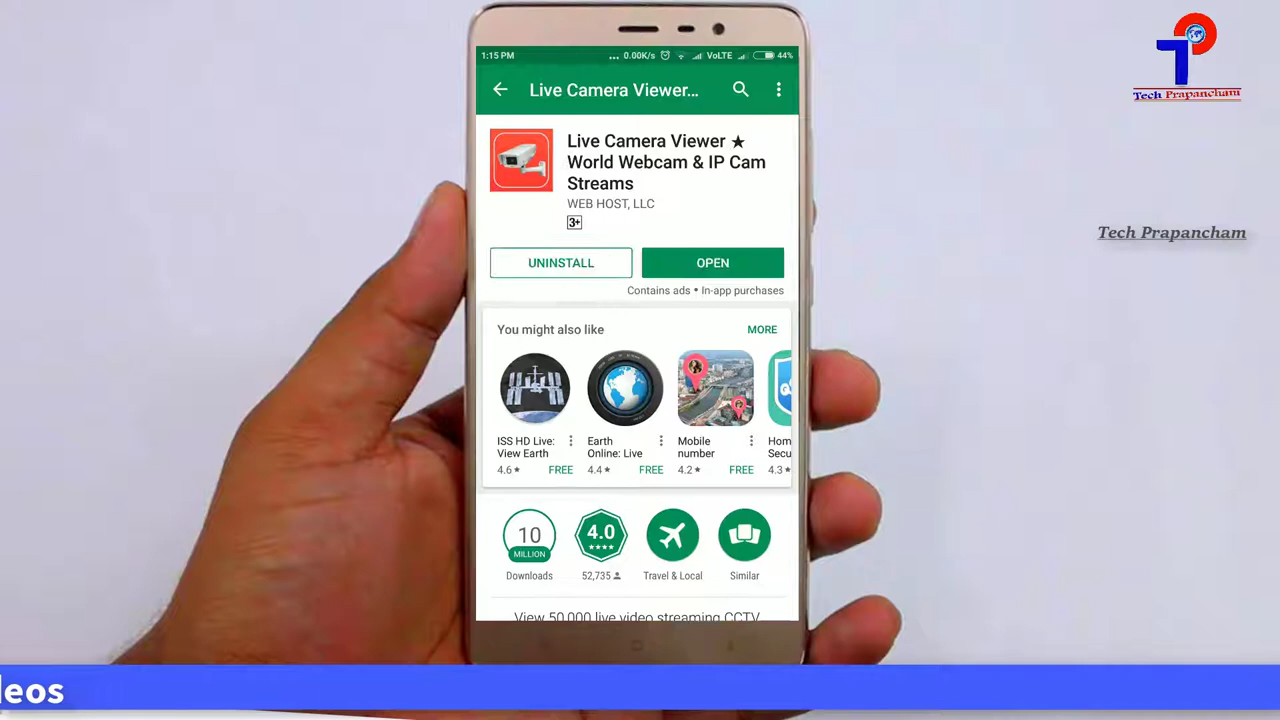 1:15 PM
... 0.00K/s VoLTE 44%
Live Camera Viewer...
Live Camera Viewer ★
World Webcam & IP Cam
Streams
WEB HOST, LLC
3+
UNINSTALL
OPEN
Contains ads • In-app purchases
You might also like
MORE
ISS HD Live:
View Earth
4.6★ FREE
Earth
Online: Live
4.4★ FREE
Mobile
number
4.2★ FREE
Hom
Secu
4.3★
10
MILLION
Downloads
4.0
★★★★
52,735
Travel & Local
Similar
View 50,000 live video streaming CCTV
Tech Prapancham
Tech Prapancham
leos